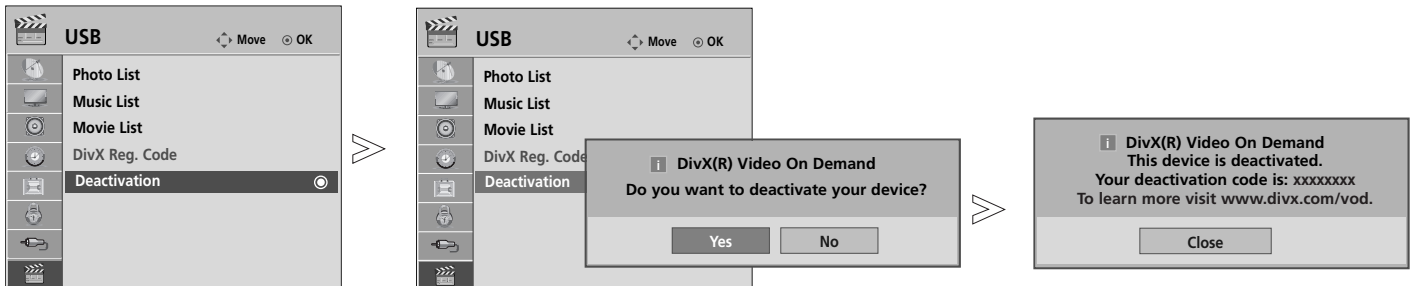 USB
Move
OK
Photo List
Music List
Movie List
DivX Reg. Code
Deactivation
USB
Move
OK
Photo List
Music List
Movie List
DivX Reg. Code
Deactivation
i DivX(R) Video On Demand
Do you want to deactivate your device?
Yes
No
i DivX(R) Video On Demand
This device is deactivated.
Your deactivation code is: xxxxxxxx
To learn more visit www.divx.com/vod.
Close